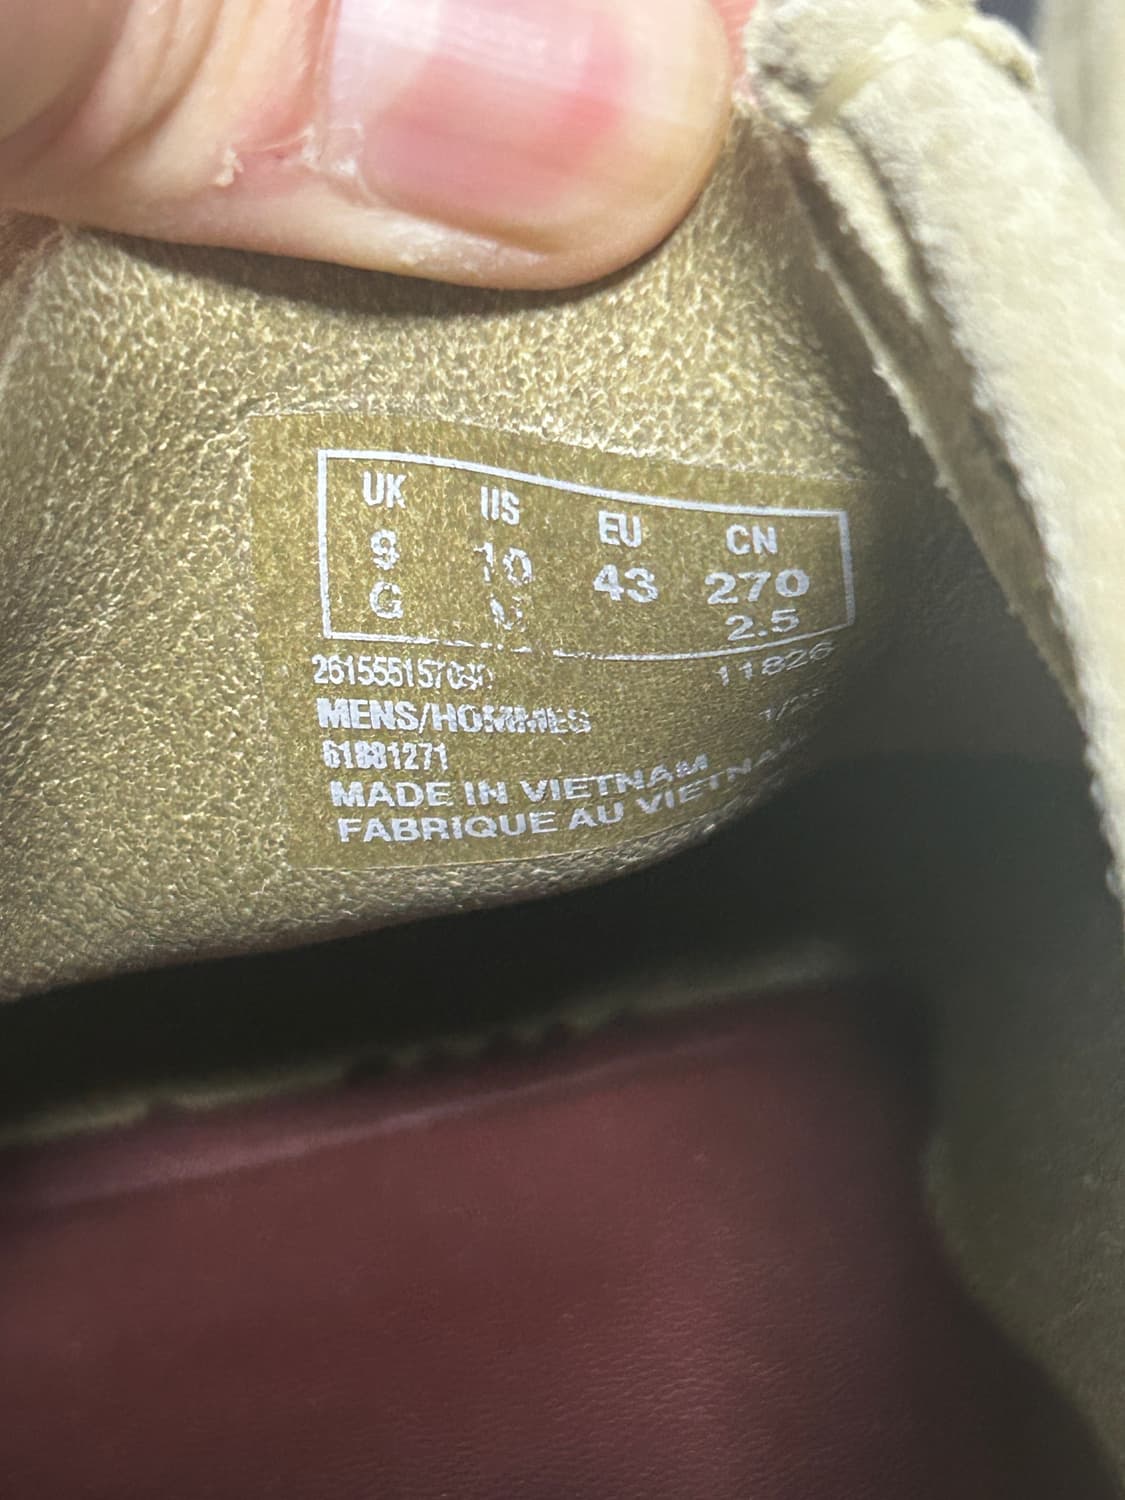 UK US EU CN
9 10 43 270
G 2.5
MENS/HOMMES
61881271
MADE IN VIETNAM
FABRIQUE AU VIETNAM